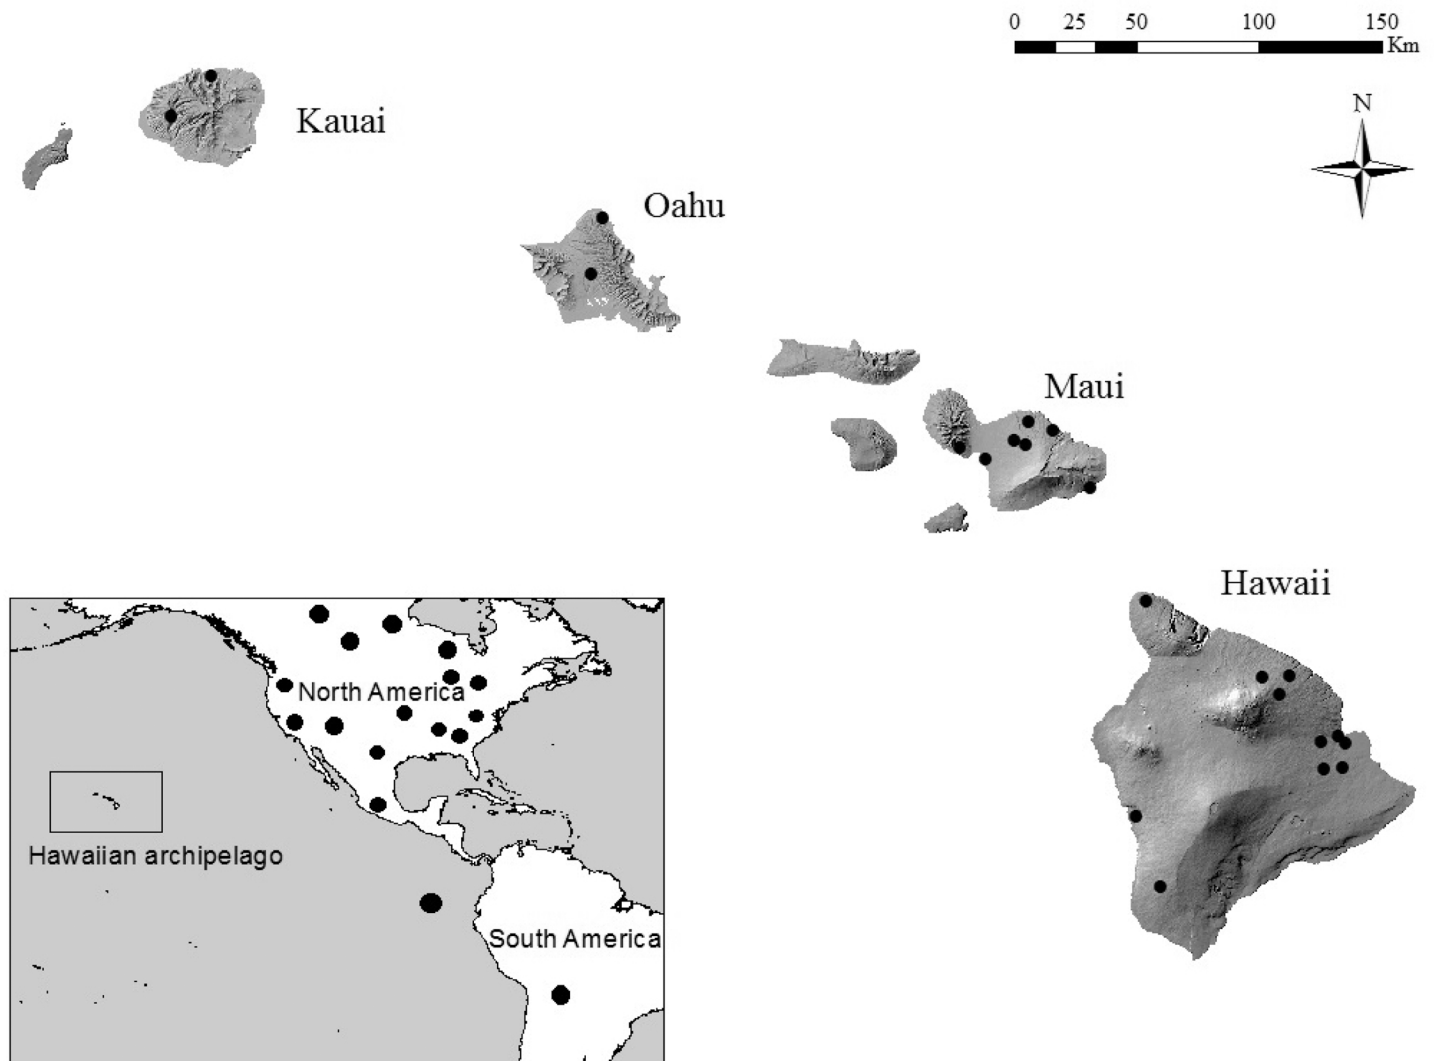 0 25 50 100 150
Km
N
Kauai
Oahu
Maui
Hawaii
North America
Hawaiian archipelago
South America